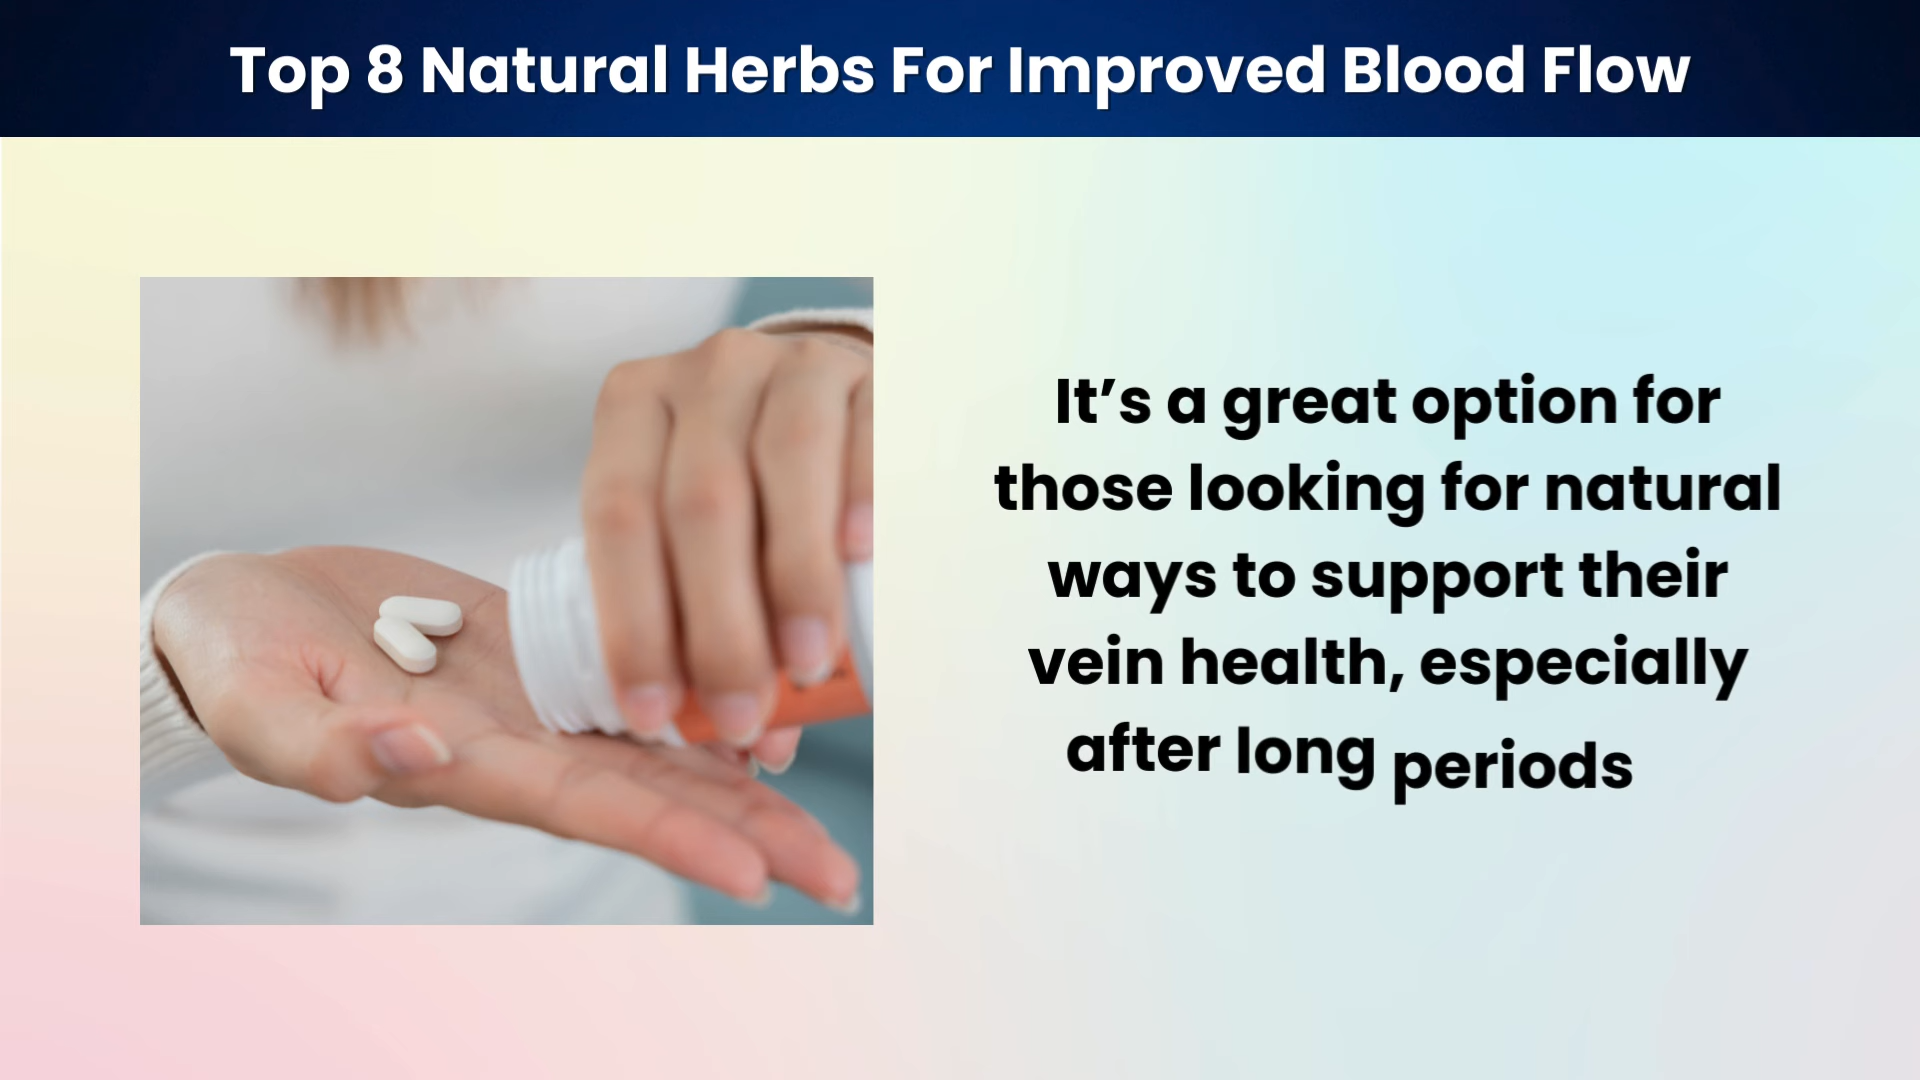 Top 8 Natural Herbs For Improved Blood Flow
It’s a great option for
those looking for natural
ways to support their
vein health, especially
after long periods